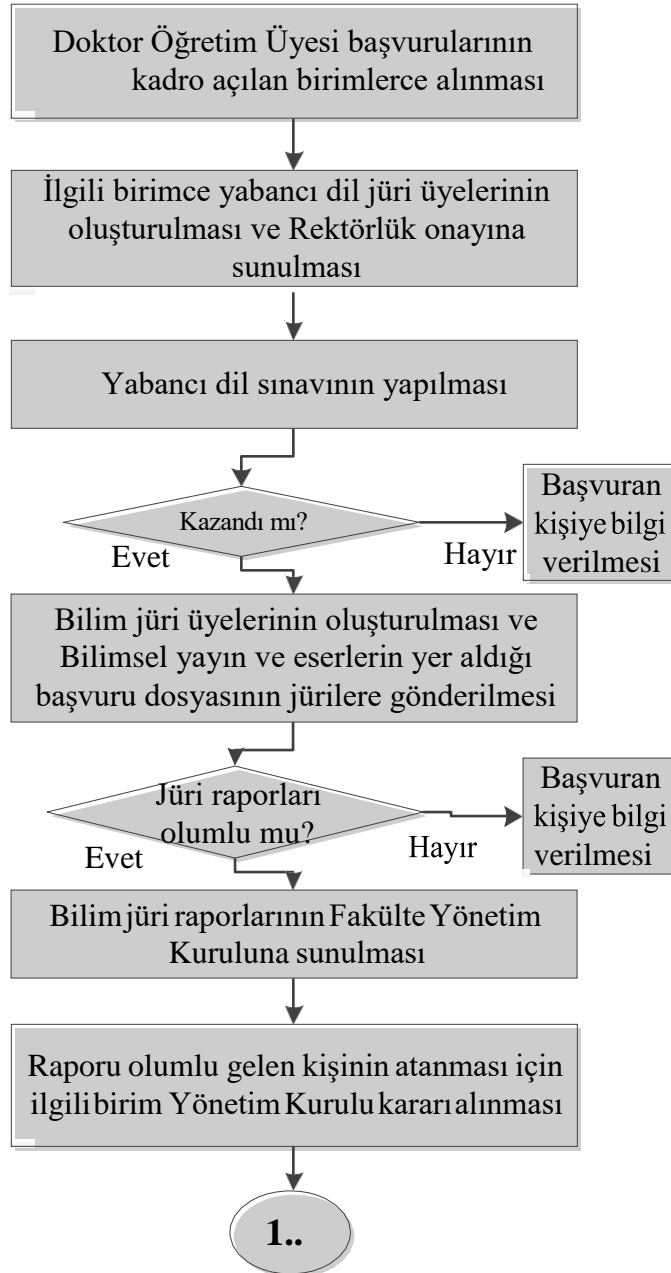 Doktor Öğretim Üyesi başvurularının
kadro açılan birimlerce alınması
İlgili birimce yabancı dil jüri üyelerinin
oluşturulması ve Rektörlük onayına
sunulması
Yabancı dil sınavının yapılması
Kazandı mı?
Evet
Hayır
Başvuran
kişiye bilgi
verilmesi
Bilim jüri üyelerinin oluşturulması ve
Bilimsel yayın ve eserlerin yer aldığı
başvuru dosyasının jürilere gönderilmesi
Jüri raporları
olumlu mu?
Evet
Hayır
Başvuran
kişiye bilgi
verilmesi
Bilim jüri raporlarının Fakülte Yönetim
Kuruluna sunulması
Raporu olumlu gelen kişinin atanması için
ilgili birim Yönetim Kurulu kararı alınması
1..